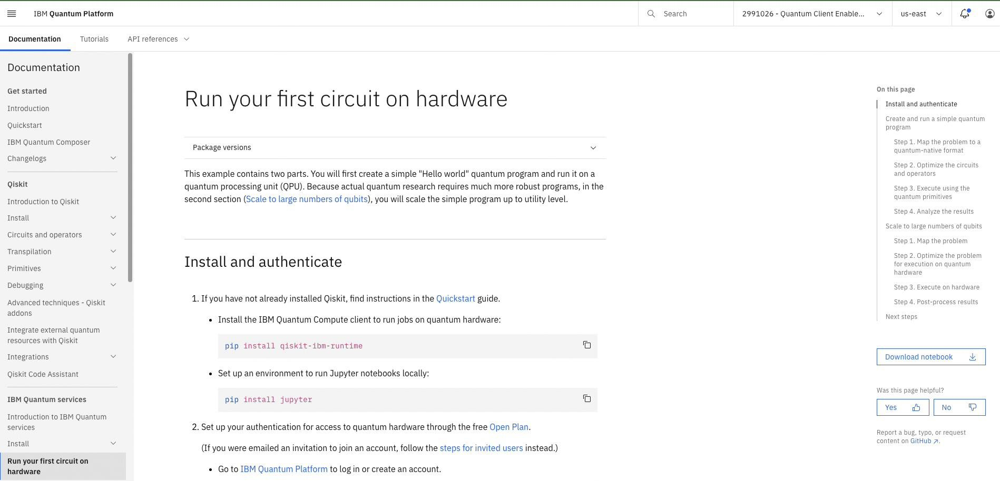 IBM Quantum Platform
Search
2991026 - Quantum Client Enable...
us-east
Documentation
Tutorials
API references
Documentation
Get started
Introduction
Quickstart
IBM Quantum Composer
Changelogs
Qiskit
Introduction to Qiskit
Install
Circuits and operators
Transpilation
Primitives
Debugging
Advanced techniques - Qiskit
addons
Integrate external quantum
resources with Qiskit
Integrations
Qiskit Code Assistant
IBM Quantum services
Introduction to IBM Quantum
services
Install
Run your first circuit on
hardware
Run your first circuit on hardware
Package versions
This example contains two parts. You will first create a simple "Hello world" quantum program and run it on a
quantum processing unit (QPU). Because actual quantum research requires much more robust programs, in the
second section (Scale to large numbers of qubits), you will scale the simple program up to utility level.
Install and authenticate
1. If you have not already installed Qiskit, find instructions in the Quickstart guide.
• Install the IBM Quantum Compute client to run jobs on quantum hardware:
pip install qiskit-ibm-runtime
• Set up an environment to run Jupyter notebooks locally:
pip install jupyter
2. Set up your authentication for access to quantum hardware through the free Open Plan.
(If you were emailed an invitation to join an account, follow the steps for invited users instead.)
• Go to IBM Quantum Platform to log in or create an account.
On this page
Install and authenticate
Create and run a simple quantum
program
Step 1. Map the problem to a
quantum-native format
Step 2. Optimize the circuits
and operators
Step 3. Execute using the
quantum primitives
Step 4. Analyze the results
Scale to large numbers of qubits
Step 1. Map the problem
Step 2. Optimize the problem
for execution on quantum
hardware
Step 3. Execute on hardware
Step 4. Post-process results
Next steps
Download notebook
Was this page helpful?
Yes
No
Report a bug, typo, or request
content on GitHub ↗.